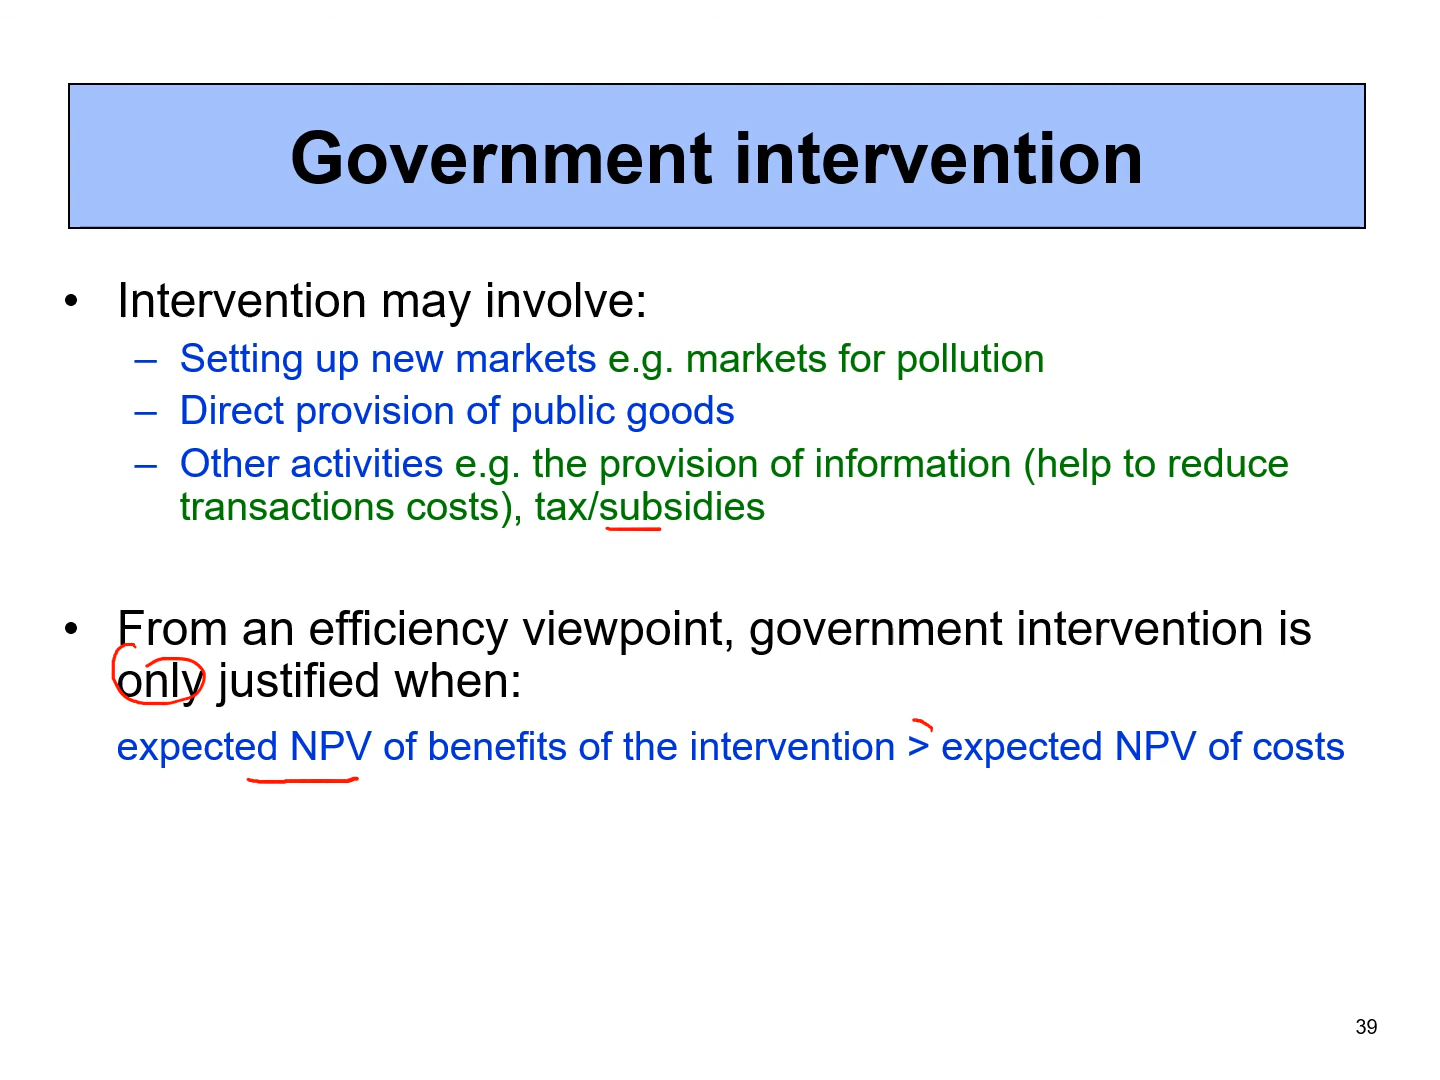 Government intervention
• Intervention may involve:
– Setting up new markets e.g. markets for pollution
– Direct provision of public goods
– Other activities e.g. the provision of information (help to reduce
transactions costs), tax/subsidies
• From an efficiency viewpoint, government intervention is
only justified when:
expected NPV of benefits of the intervention > expected NPV of costs
39